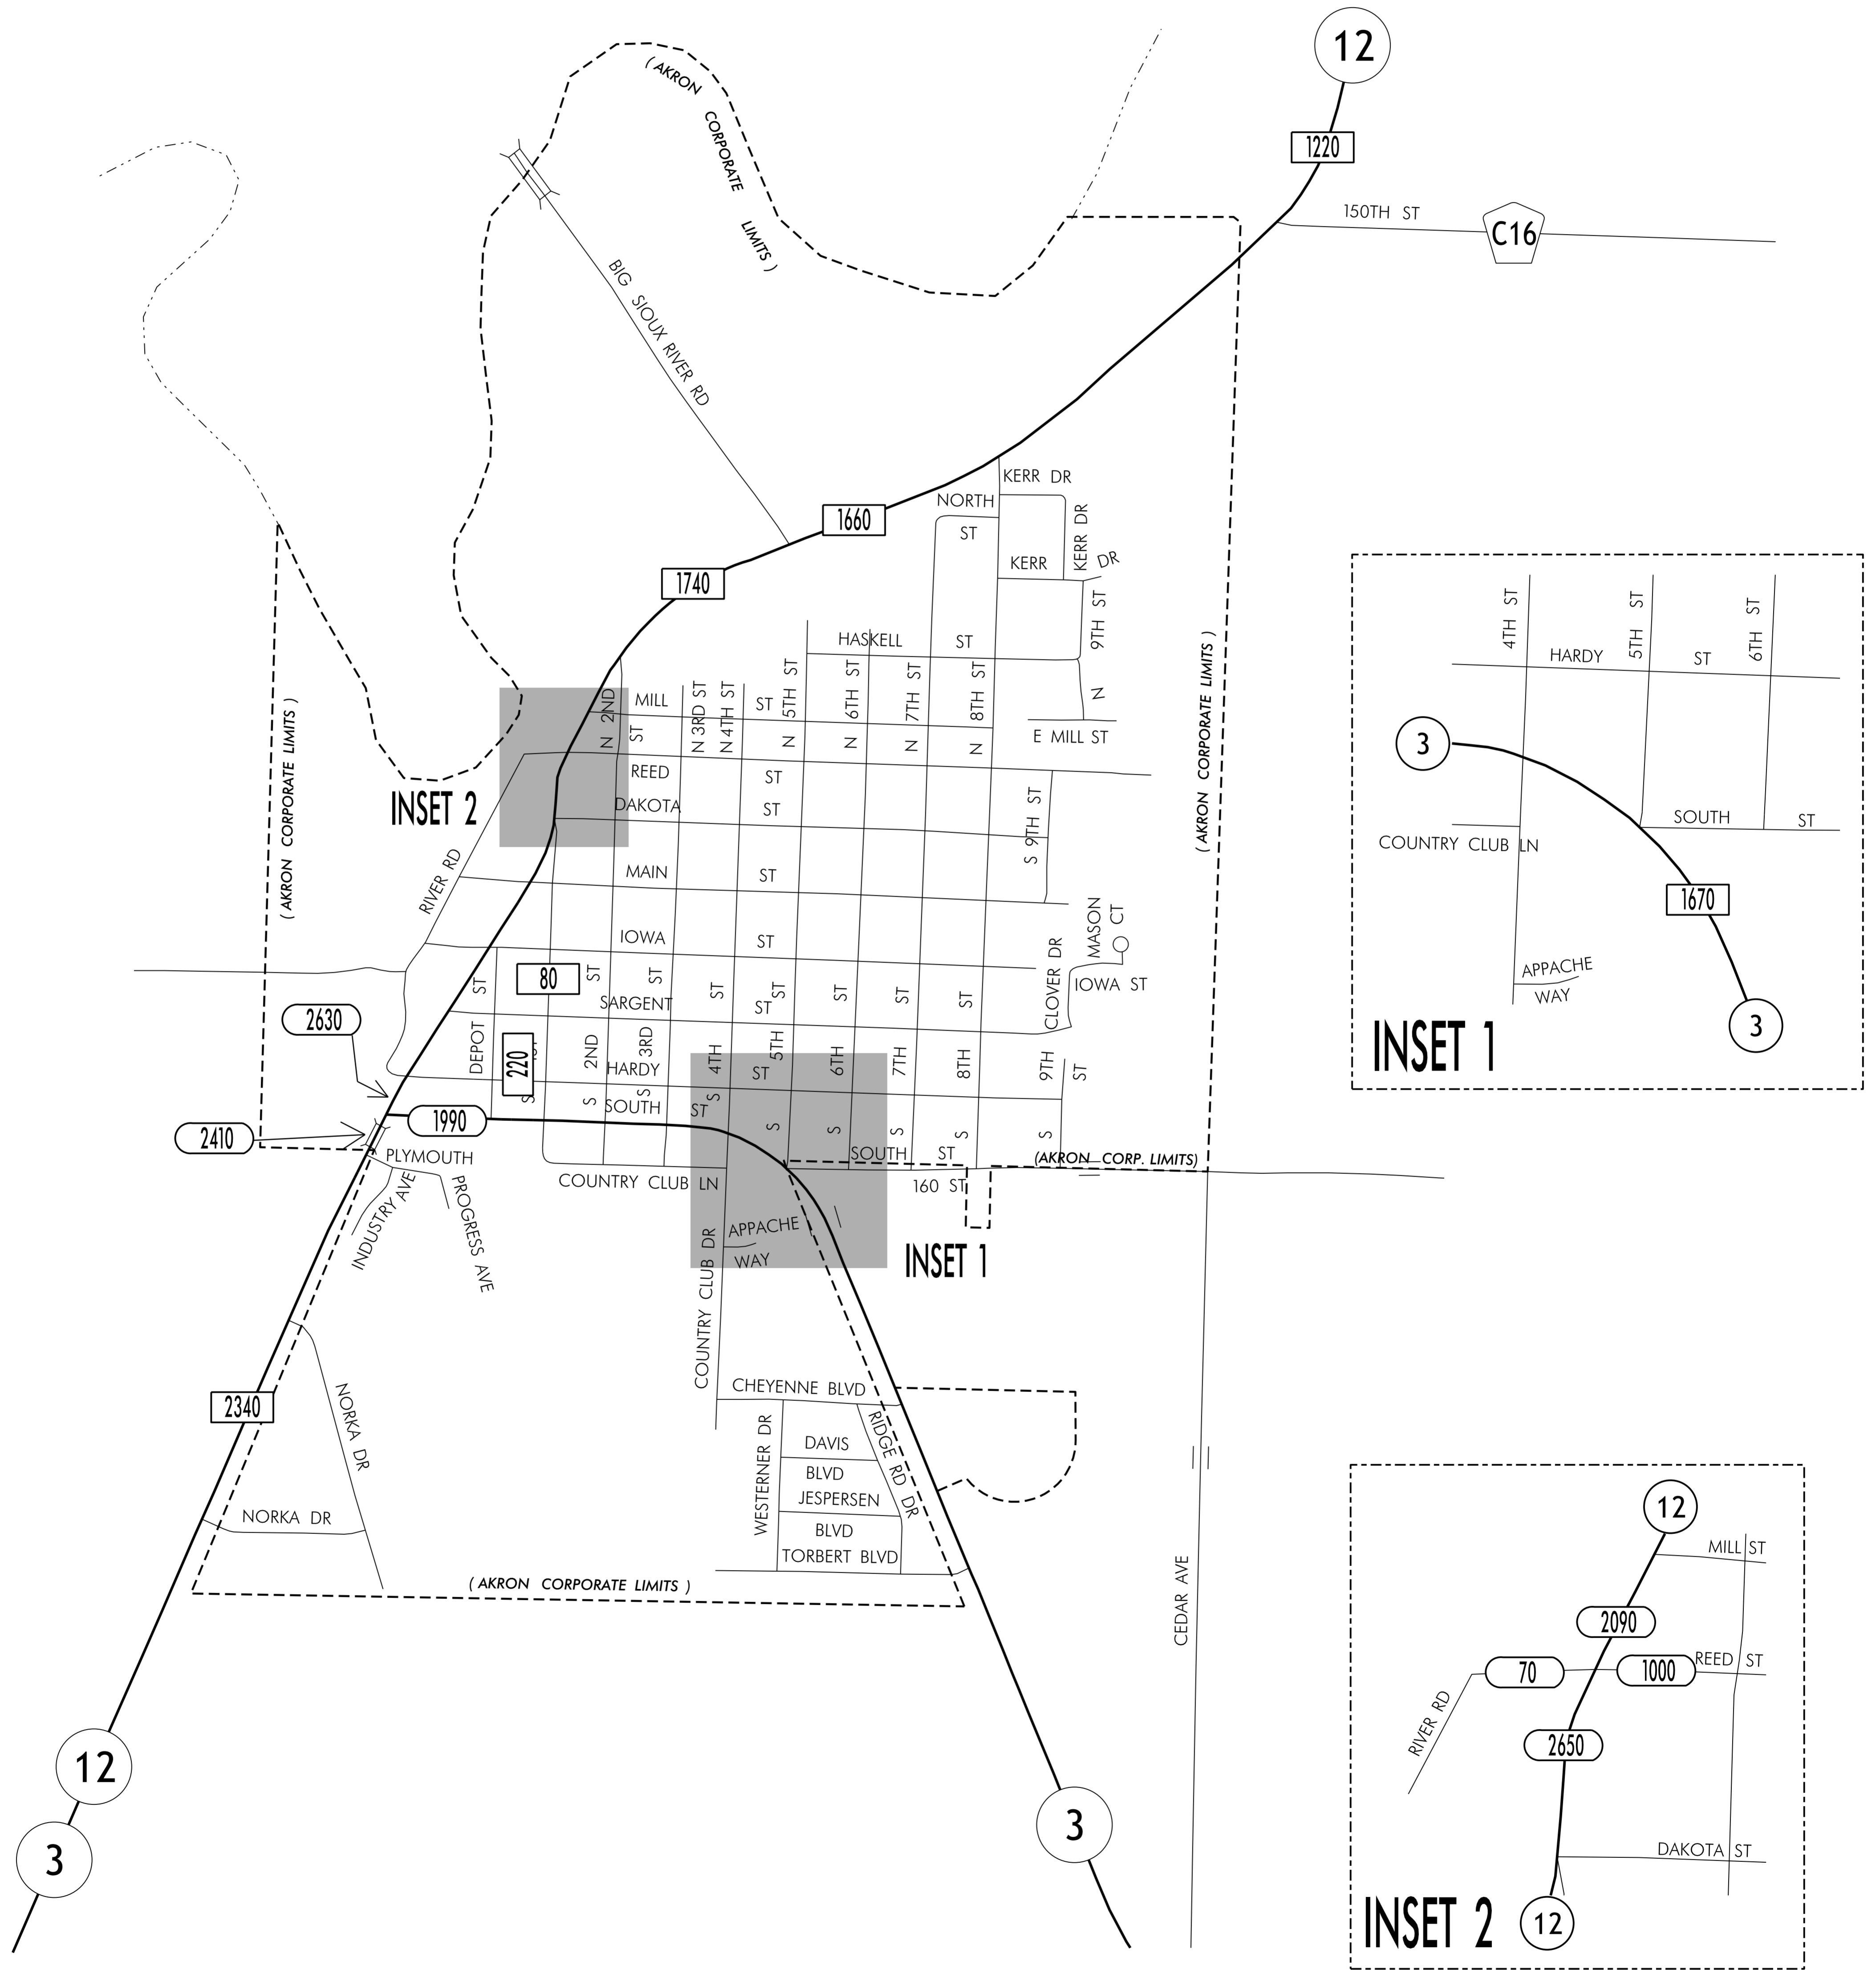 12
1220
150TH ST
C16
( AKRON CORPORATE LIMITS )
BIG SIOUX RIVER RD
1660
1740
KERR DR
NORTH
ST
KERR DR
KERR DR
9TH ST
N
HASKELL ST
( AKRON CORPORATE LIMITS )
( AKRON CORPORATE LIMITS )
N 2ND
ST
MILL ST
N 3RD ST
N 4TH ST
N 5TH ST
N 6TH ST
N 7TH ST
N 8TH ST
E MILL ST
REED ST
DAKOTA ST
INSET 2
S 9TH ST
RIVER RD
MAIN ST
IOWA ST
MASON
CT
CLOVER DR
IOWA ST
80
SARGENT ST
2630
DEPOT ST
220
S
S 2ND ST
S 3RD ST
S 4TH ST
S 5TH ST
S 6TH ST
S 7TH ST
S 8TH ST
S 9TH ST
HARDY ST
SOUTH ST
1990
2410
PLYMOUTH
INDUSTRY AVE
PROGRESS AVE
COUNTRY CLUB LN
SOUTH ST
(AKRON CORP. LIMITS)
160 ST
APPACHE
WAY
INSET 1
COUNTRY CLUB DR
2340
NORKA DR
NORKA DR
CHEYENNE BLVD
WESTERNER DR
DAVIS
BLVD
JESPERSEN
BLVD
TORBERT BLVD
RIDGE RD DR
( AKRON CORPORATE LIMITS )
CEDAR AVE
12
3
3
4TH ST
5TH ST
6TH ST
HARDY ST
3
SOUTH ST
COUNTRY CLUB LN
1670
APPACHE
WAY
3
INSET 1
12
MILL ST
2090
70
1000
REED ST
RIVER RD
2650
DAKOTA ST
12
INSET 2